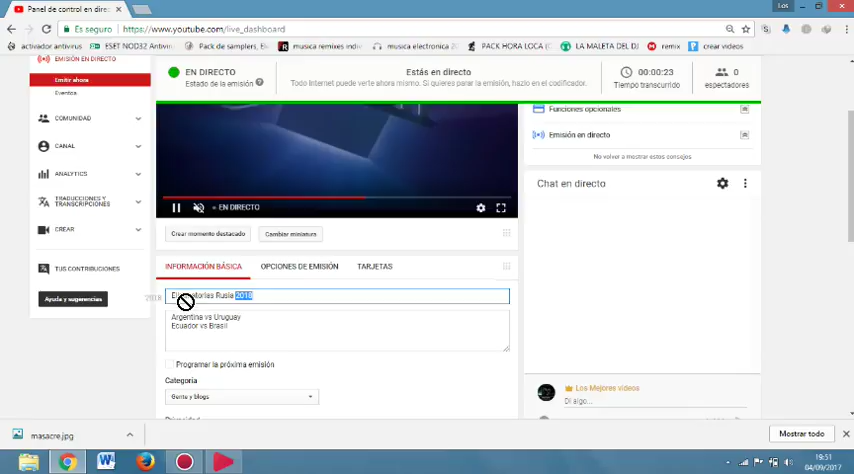 Panel de control en dire
Los
Es seguro
https://www.youtube.com/live_dashboard
activador antivirus
ESET NOD32 Antiviru
Pack de samplers, El
musica remixes indie
musica electronica 20
PACK HORA LOCA (D
LA MALETA DEL DJ
remix
crear videos
EMISIÓN EN DIRECTO
Emitir ahora
Eventos
COMUNIDAD
CANAL
ANALYTICS
TRADUCCIONES Y
TRANSCRIPCIONES
CREAR
TUS CONTRIBUCIONES
Ayuda y sugerencias
EN DIRECTO
Estado de la emisión
Estás en directo
Todo Internet puede verte ahora mismo. Si quieres parar la emisión, hazlo en el codificador.
00:00:23
Tiempo transcurrido
0
espectadores
EN DIRECTO
Crear momento destacado
Cambiar miniatura
INFORMACIÓN BÁSICA
OPCIONES DE EMISIÓN
TARJETAS
Rusia 2018
2018
Argentina vs Uruguay
Ecuador vs Brasil
Programar la próxima emisión
Categoría
Gente y blogs
Funciones opcionales
Emisión en directo
No volver a mostrar estos consejos
Chat en directo
Los Mejores videos
Di algo...
masacre.jpg
Mostrar todo
19:51
04/09/2017